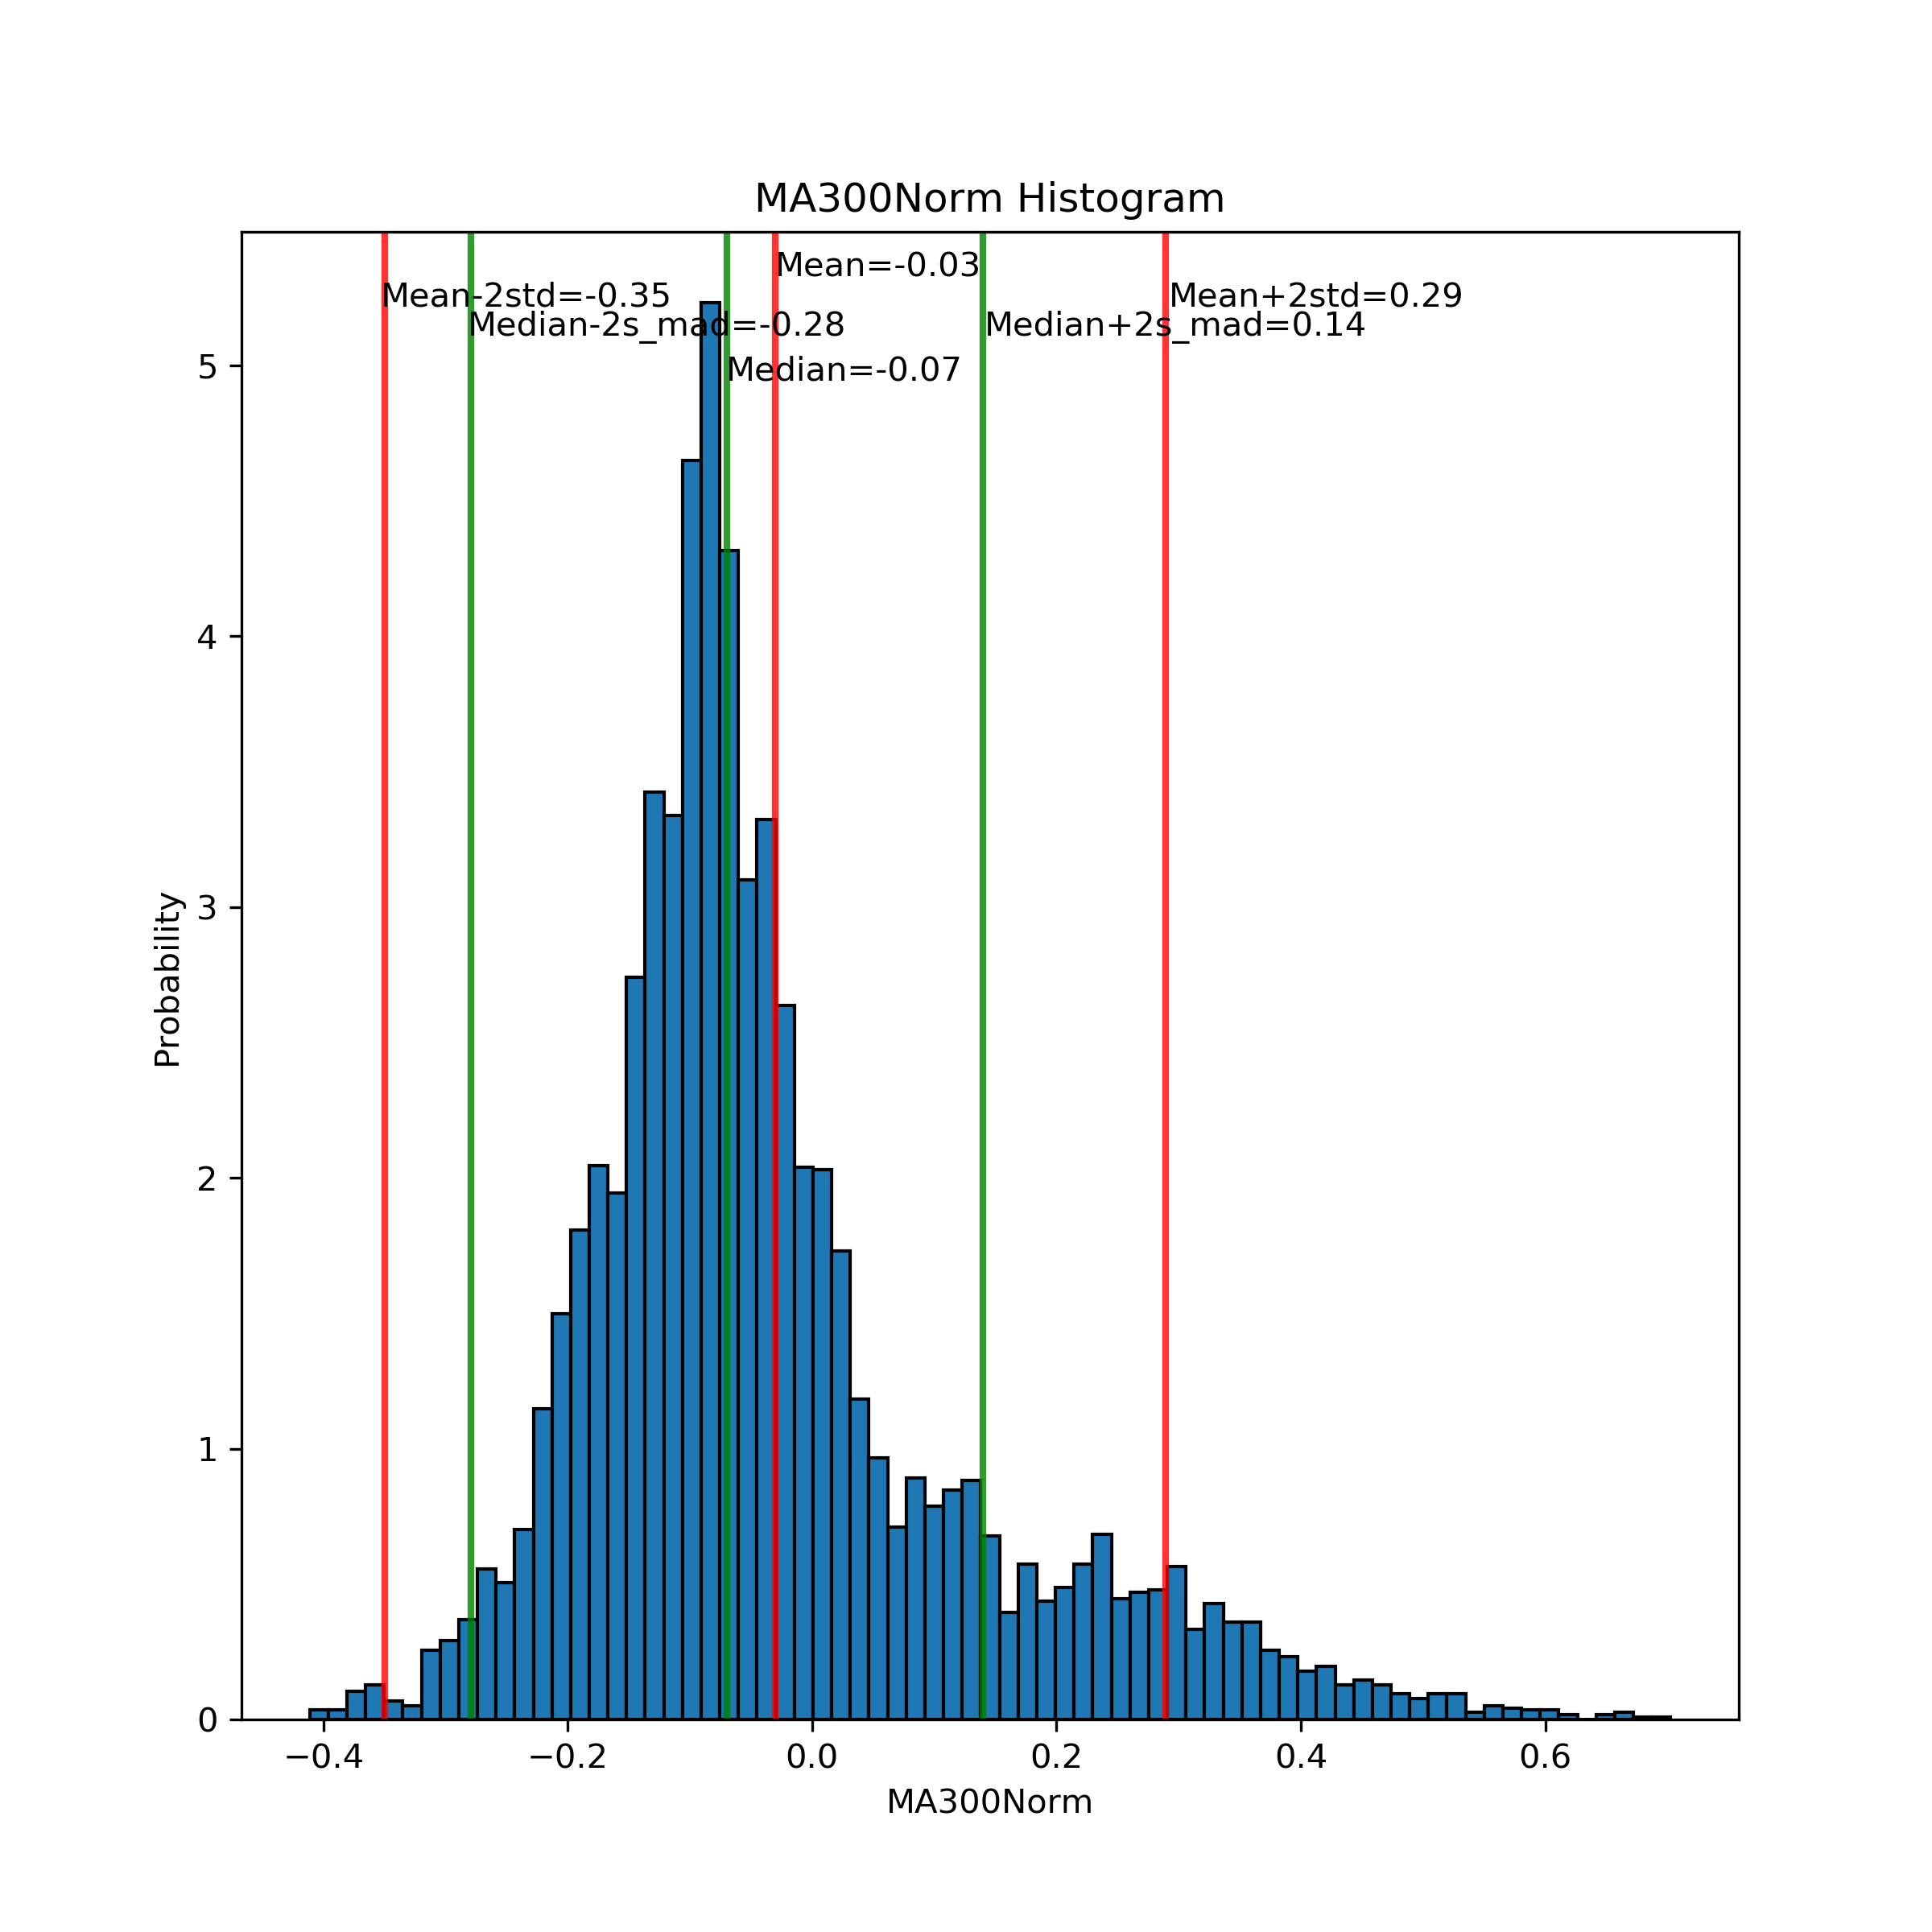 MA300Norm Histogram
Mean=-0.03
Mean-2std=-0.35
Mean+2std=0.29
Median-2s_mad=-0.28
Median+2s_mad=0.14
Median=-0.07
5
4
3
2
1
0
Probability
−0.4 −0.2 0.0 0.2 0.4 0.6
MA300Norm